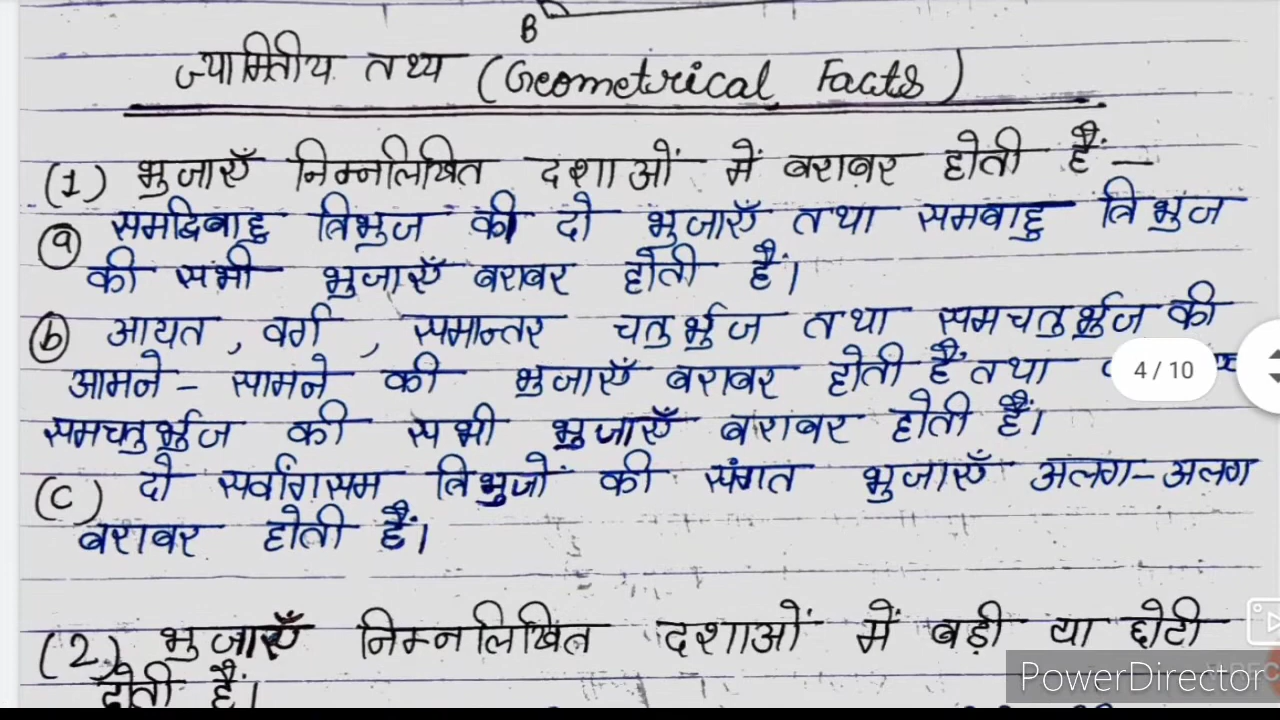 B
ज्यामितीय तथ्य (Geometrical Facts)
(1) भुजाएँ निम्नलिखित दशाओं में बराबर होती हैं –
(a) समद्विबाहु त्रिभुज की दो भुजाएँ तथा समबाहु त्रिभुज
की सभी भुजाएँ बराबर होती हैं।
(b) आयत, वर्ग, समान्तर चतुर्भुज तथा समचतुर्भुज की
आमने-सामने की भुजाएँ बराबर होती हैं तथा
4/10
समचतुर्भुज की सभी भुजाएँ बराबर होती हैं।
(C) दो सर्वांगसम त्रिभुजों की संगत भुजाएँ अलग-अलग
बराबर होती हैं।
(2) भुजाएँ निम्नलिखित दशाओं में बड़ी या छोटी
होती हैं।
PowerDirector